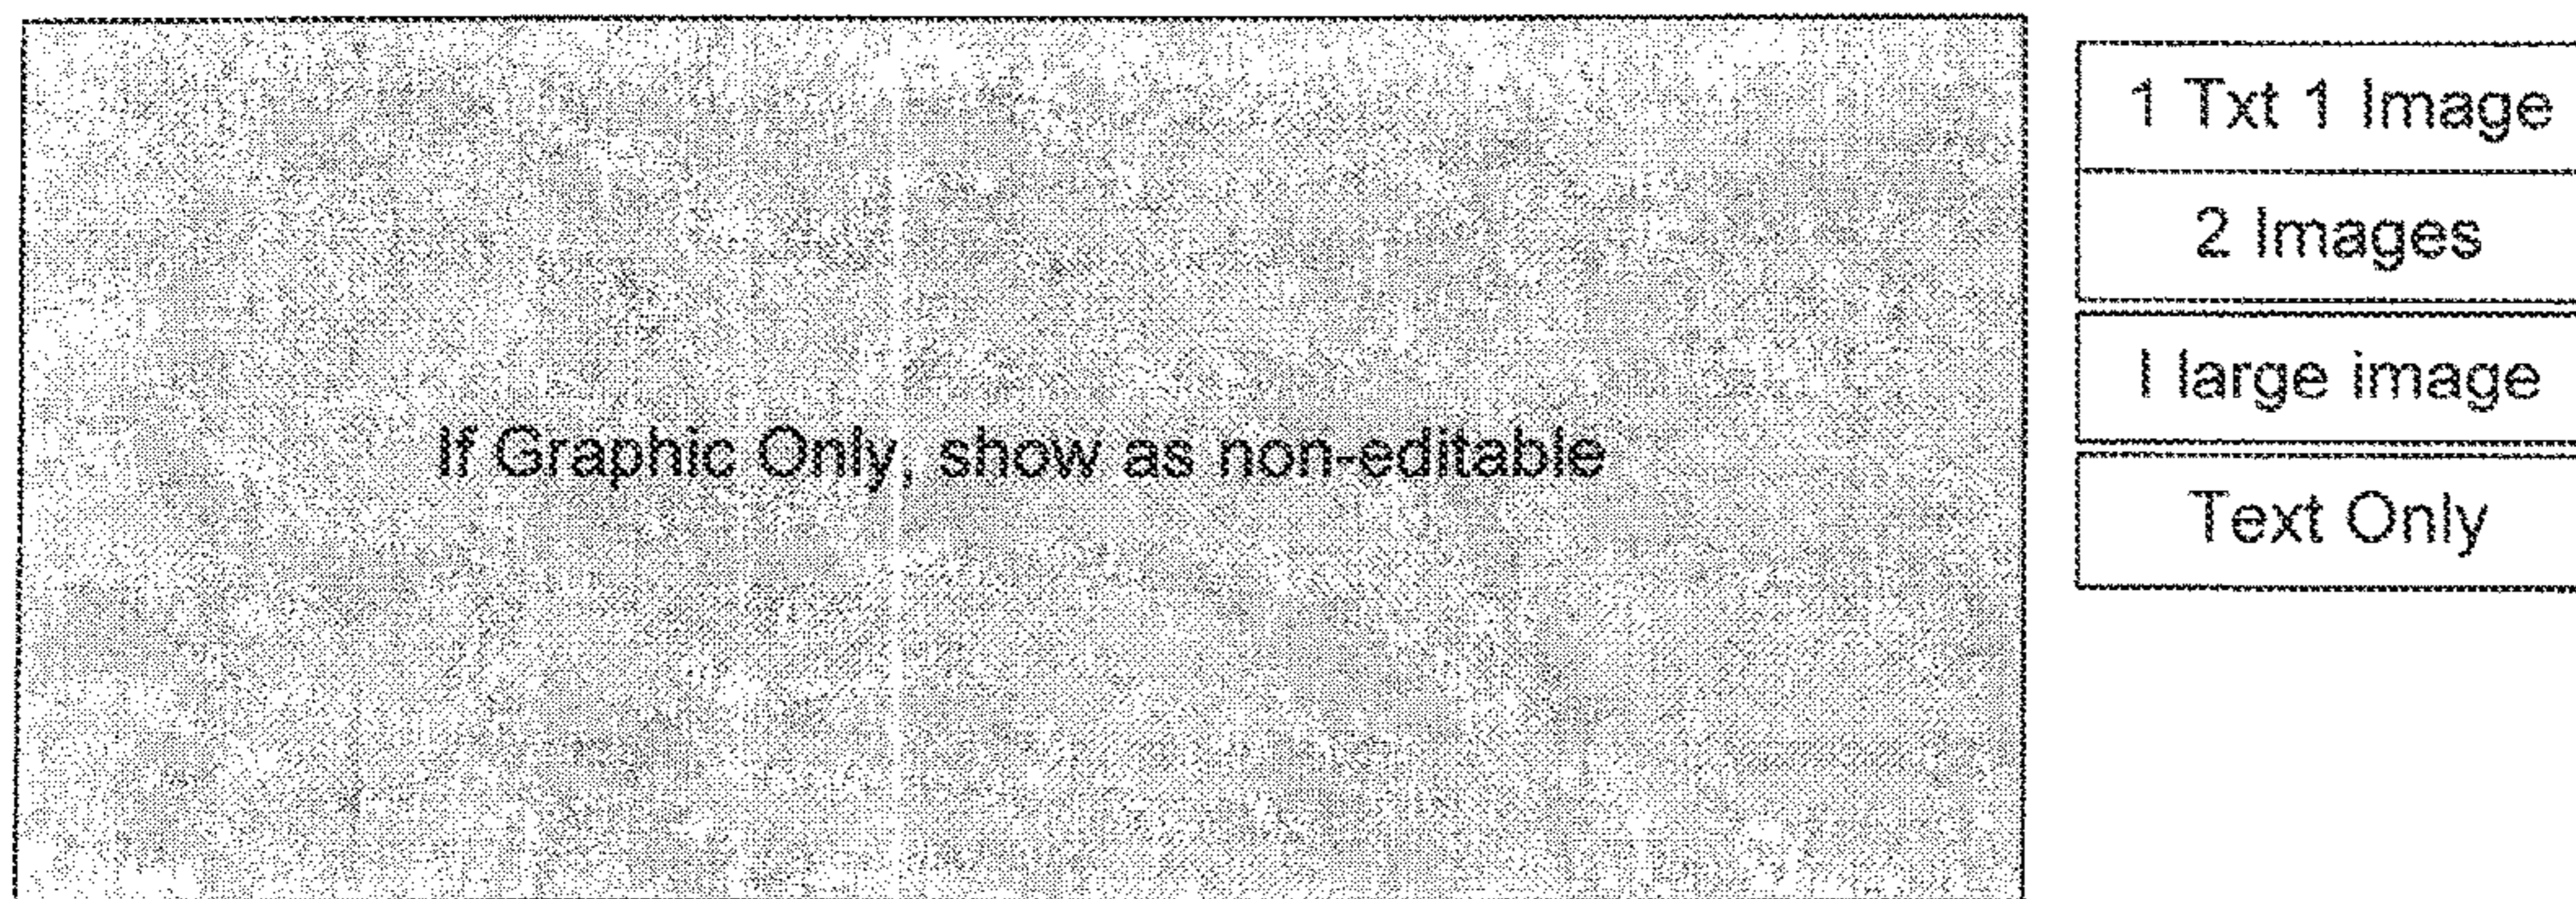 If Graphic Only, show as non-editable
1 Txt 1 Image
2 Images
I large image
Text Only